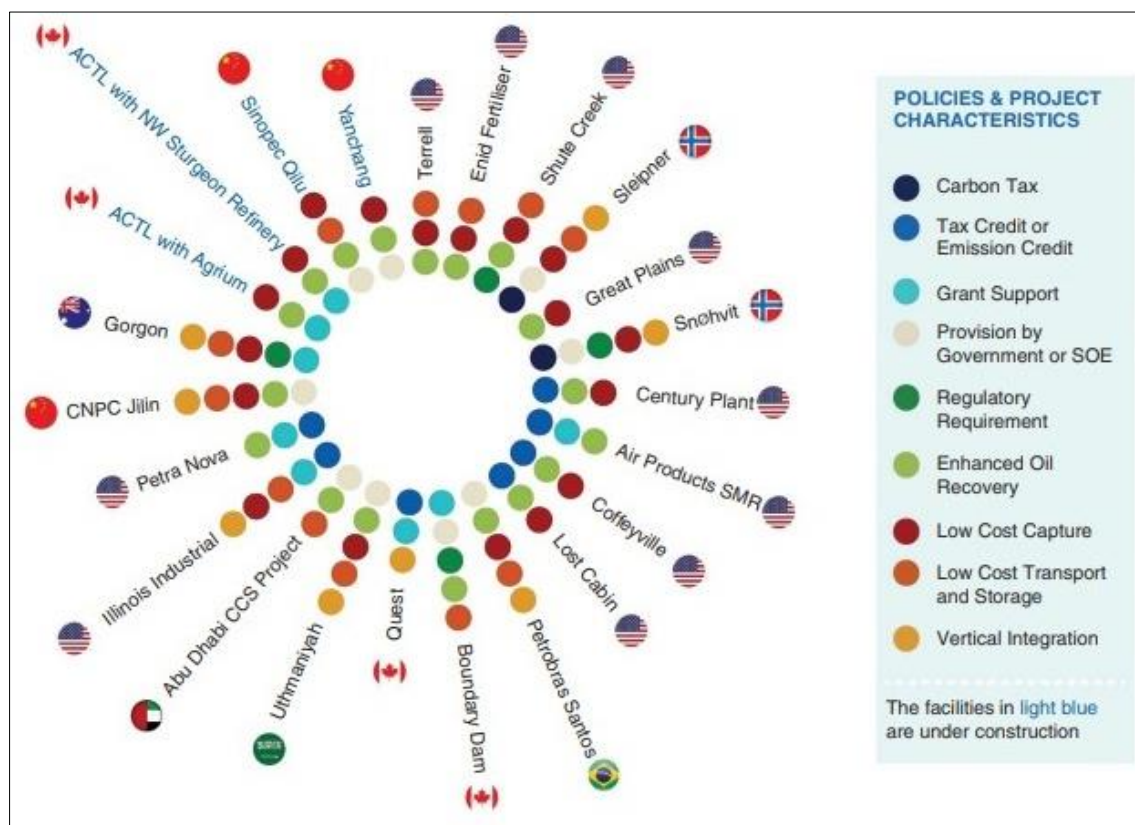 ACTL with NW Sturgeon Refinery
Sinopec Qilu
Yanchang
Terrell
Enid Fertiliser
Shute Creek
Sleipner
Great Plains
Snøhvit
Century Plant
Air Products SMR
Coffeyville
Lost Cabin
Petrobras Santos
Boundary Dam
Quest
Uthmaniyah
Abu Dhabi CCS Project
Illinois Industrial
Petra Nova
CNPC Jilin
Gorgon
ACTL with Agrium
POLICIES & PROJECT
CHARACTERISTICS
Carbon Tax
Tax Credit or
Emission Credit
Grant Support
Provision by
Government or SOE
Regulatory
Requirement
Enhanced Oil
Recovery
Low Cost Capture
Low Cost Transport
and Storage
Vertical Integration
The facilities in light blue
are under construction